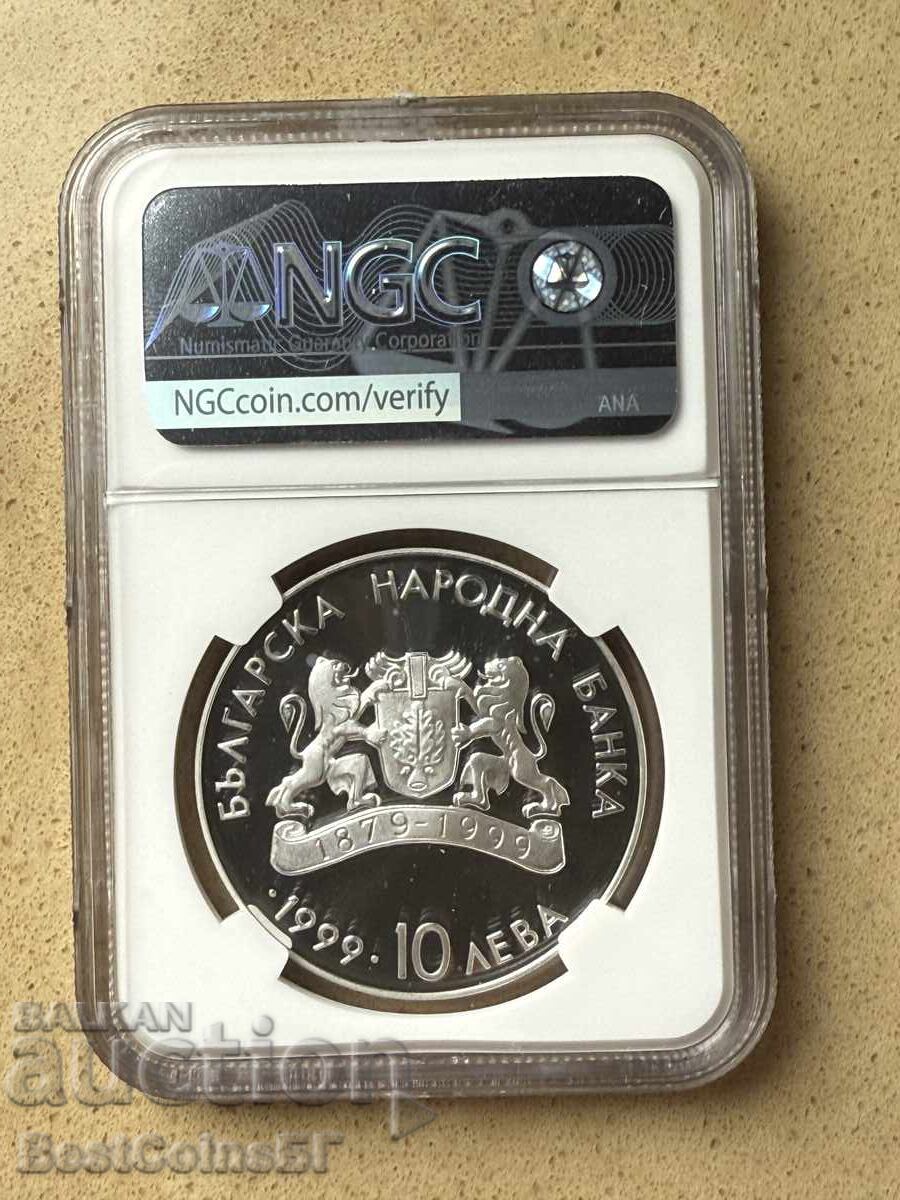 NGC
Numismatic Guaranty Corporation
NGCcoin.com/verify
ANA
БЪЛГАРСКА НАРОДНА БАНКА
1879-1999
·1999· 10 ЛЕВА
BALKAN
auction
BestCoinsБГ